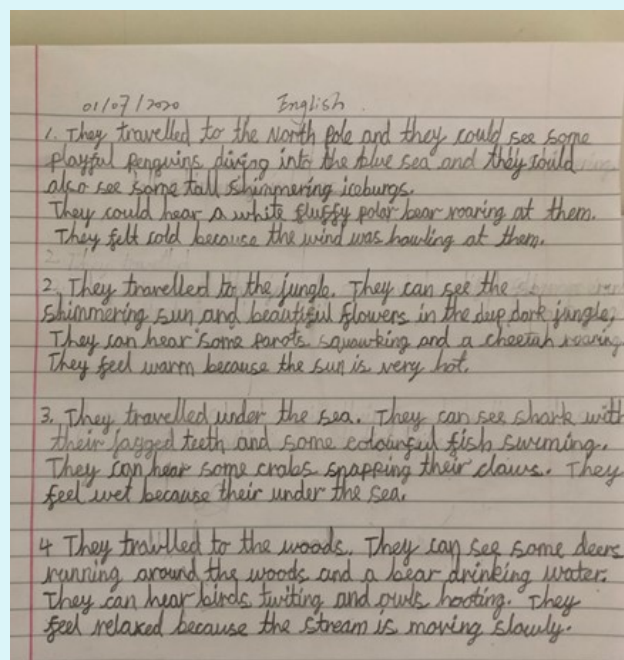 01/07/2020 English.
1. They travelled to the North Pole and they could see some
playful penguins diving into the blue sea and they could
also see some tall shimmering iceburgs.
They could hear a white fluffy polar bear roaring at them.
They felt cold because the wind was howling at them.
2. They travelled to the jungle. They can see the
shimmering sun and beautiful flowers in the deep dark jungle,
They can hear some parots squawking and a cheetah roaring
They feel warm because the sun is very hot.
3. They travelled under the sea. They can see shark with
their jagged teeth and some colourful fish swiming.
They can hear some crabs snapping their claws. They
feel wet because their under the sea.
4 They travlled to the woods. They can see some deers
running around the woods and a bear drinking water.
They can hear birds twiting and owls hooting. They
feel relaxed because the stream is moving slowly.